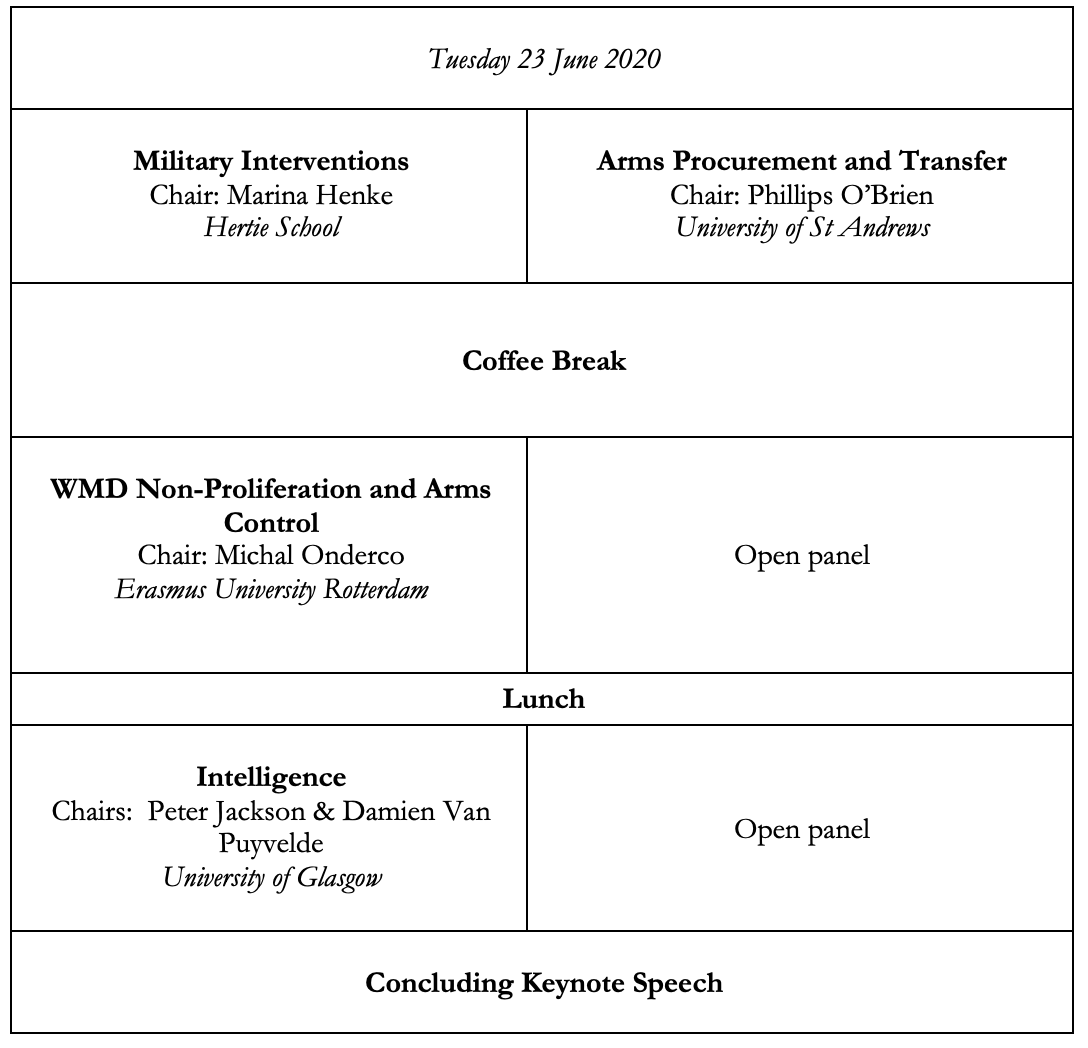 Tuesday 23 June 2020
Military Interventions
Chair: Marina Henke
Hertie School
Arms Procurement and Transfer
Chair: Phillips O’Brien
University of St Andrews
Coffee Break
WMD Non-Proliferation and Arms
Control
Chair: Michal Onderco
Erasmus University Rotterdam
Open panel
Lunch
Intelligence
Chairs:  Peter Jackson & Damien Van
Puyvelde
University of Glasgow
Open panel
Concluding Keynote Speech